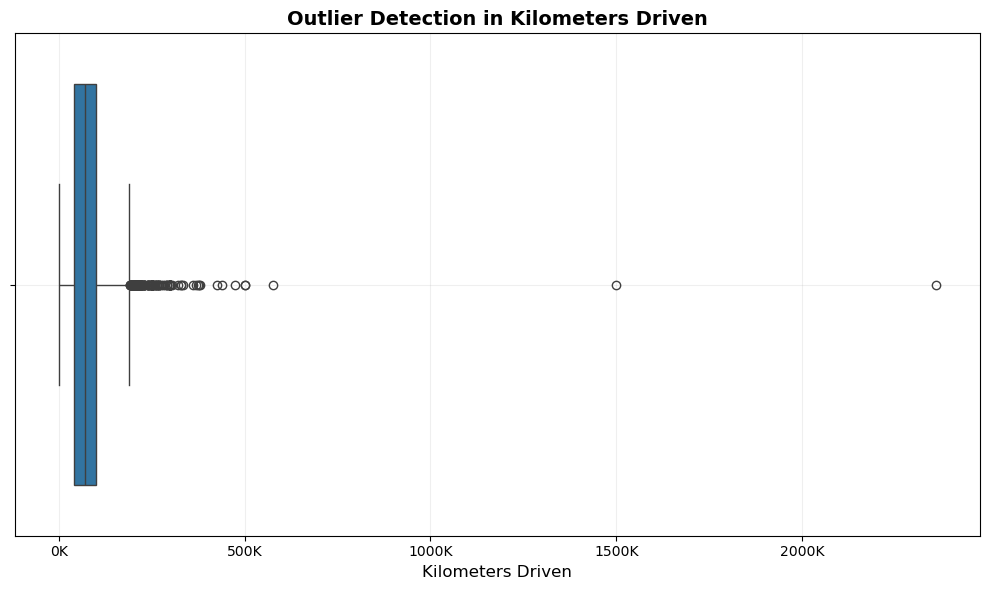 Outlier Detection in Kilometers Driven
0K 500K 1000K 1500K 2000K
Kilometers Driven